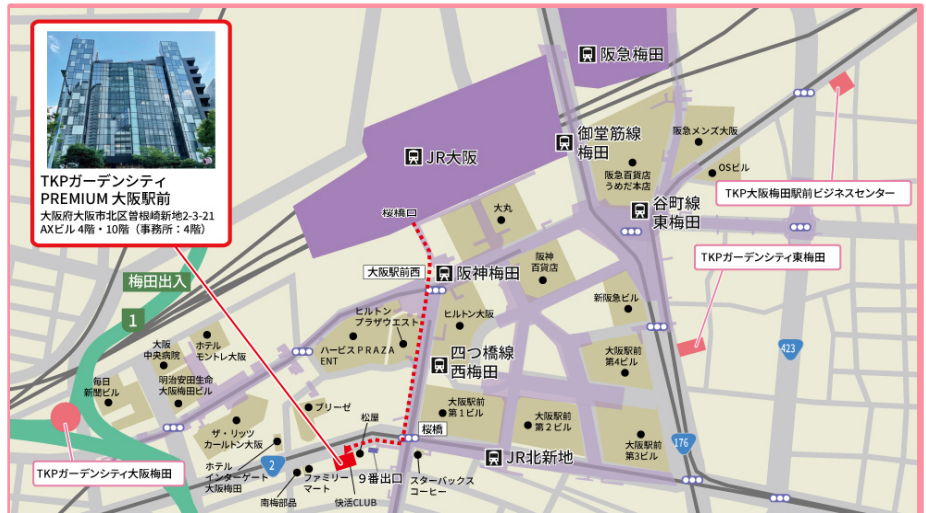 阪急梅田
御堂筋線
梅田
阪急メンズ大阪
JR大阪
阪急百貨店
うめだ本店
OSビル
TKPガーデンシティ
PREMIUM 大阪駅前
大阪府大阪市北区曽根崎新地2-3-21
AXビル 4階・10階（事務所：4階）
TKP大阪梅田駅前ビジネスセンター
桜橋口
大丸
谷町線
東梅田
大阪駅前西
阪神梅田
阪神
百貨店
TKPガーデンシティ東梅田
梅田出入
1
新阪急ビル
ヒルトン
プラザウエスト
ヒルトン大阪
大阪
中央病院
ホテル
モントレ大阪
ハービスPRAZA
ENT
四つ橋線
西梅田
大阪駅前
第4ビル
423
毎日
新聞ビル
明治安田生命
大阪梅田ビル
ブリーゼ
松屋
大阪駅前
第1ビル
大阪駅前
第2ビル
ザ・リッツ
カールトン大阪
桜橋
大阪駅前
第3ビル
176
TKPガーデンシティ大阪梅田
ホテル
インターゲート
大阪梅田
2
JR北新地
南梅部品
ファミリー
マート
快活CLUB
9番出口
スターバックス
コーヒー